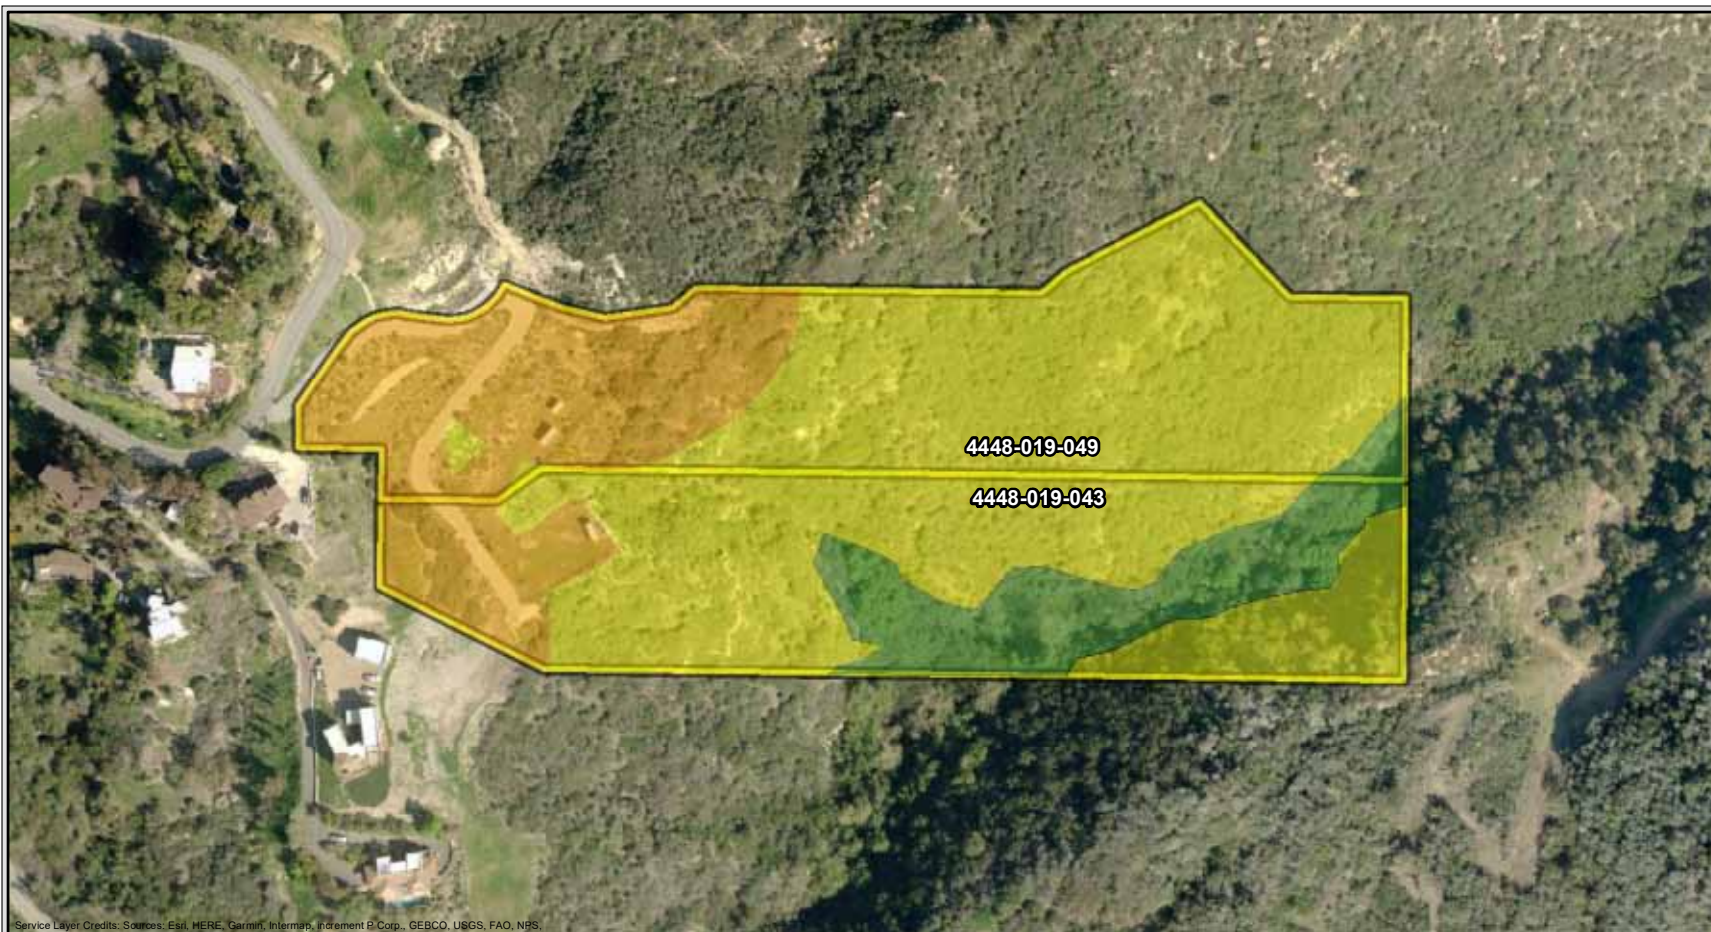 4448-019-049
4448-019-043
Service Layer Credits: Sources: Esri, HERE, Garmin, Intermap, increment P Corp., GEBCO, USGS, FAO, NPS,